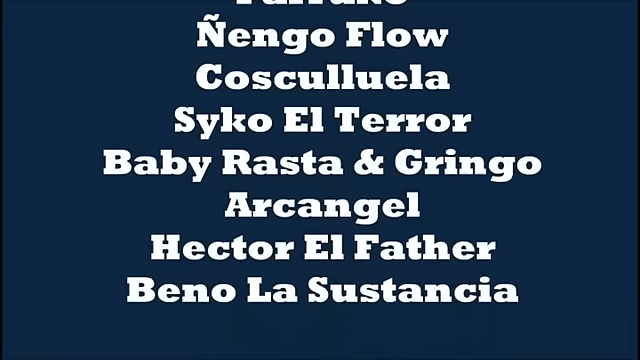 Ñengo Flow
Cosculluela
Syko El Terror
Baby Rasta & Gringo
Arcangel
Hector El Father
Beno La Sustancia